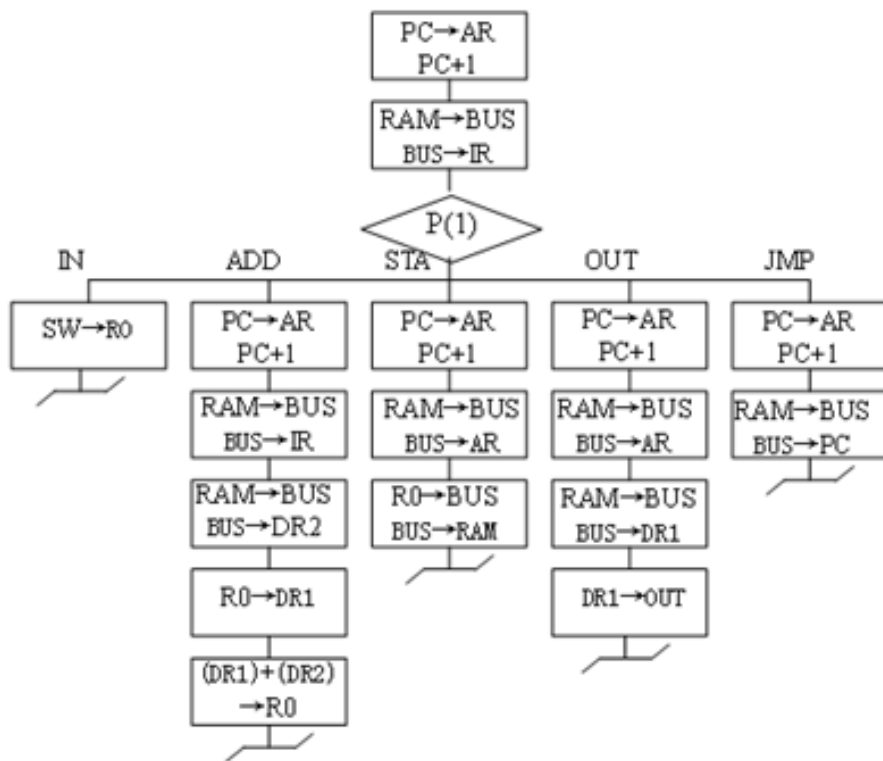 PC→AR
PC+1
RAM→BUS
BUS→IR
P(1)
IN
ADD
STA
OUT
JMP
SW→R0
PC→AR
PC+1
RAM→BUS
BUS→IR
RAM→BUS
BUS→DR2
R0→DR1
(DR1)+(DR2)
→R0
PC→AR
PC+1
RAM→BUS
BUS→AR
R0→BUS
BUS→RAM
PC→AR
PC+1
RAM→BUS
BUS→AR
RAM→BUS
BUS→DR1
DR1→OUT
PC→AR
PC+1
RAM→BUS
BUS→PC